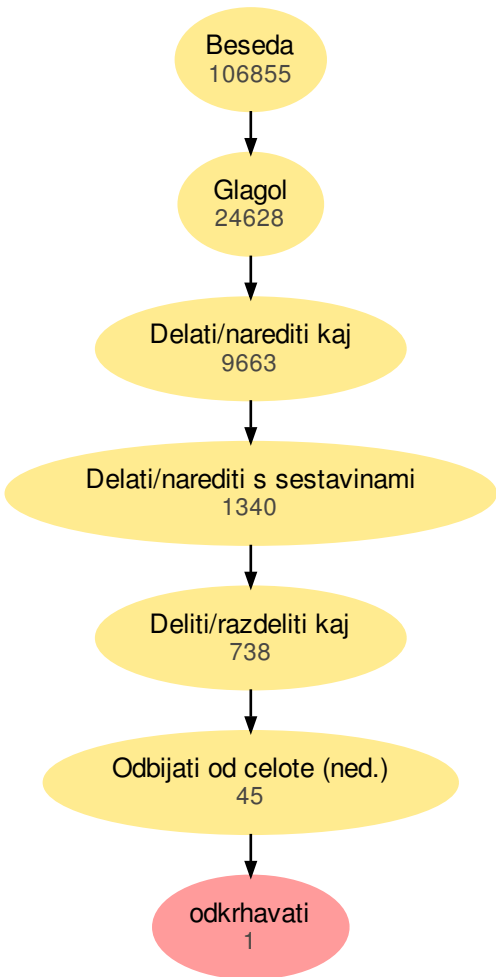 Beseda
106855
Glagol
24628
Delati/narediti kaj
9663
Delati/narediti s sestavinami
1340
Deliti/razdeliti kaj
738
Odbijati od celote (ned.)
45
odkrhavati
1